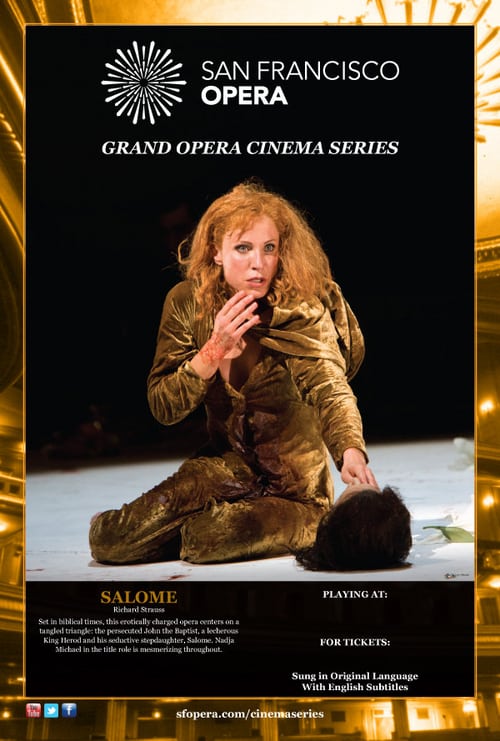 SAN FRANCISCO
OPERA
GRAND OPERA CINEMA SERIES
SALOME
Richard Strauss
Set in biblical times, this erotically charged opera centers on a
tangled triangle: the persecuted John the Baptist, a lecherous
King Herod and his seductive stepdaughter, Salome. Nadja
Michael in the title role is mesmerizing throughout.
PLAYING AT:
FOR TICKETS:
Sung in Original Language
With English Subtitles
sfopera.com/cinemaseries